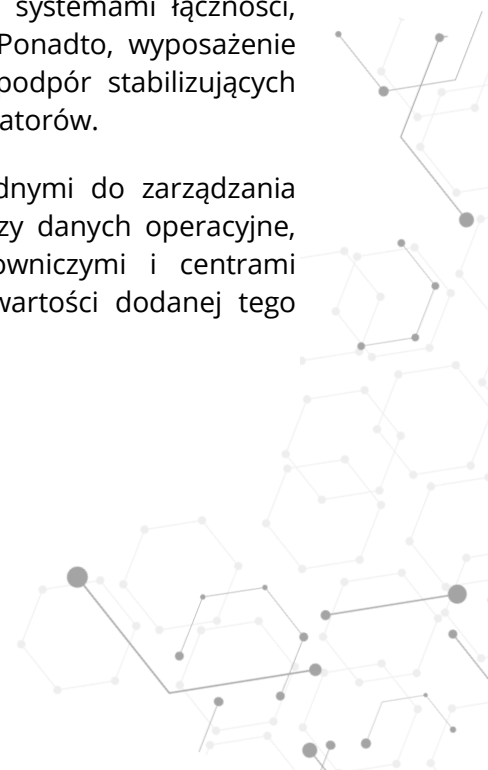 systemami łączności,
Ponadto, wyposażenie
podpór stabilizujących
atorów.
dnymi do zarządzania
zy danych operacyjne,
owniczymi i centrami
wartości dodanej tego